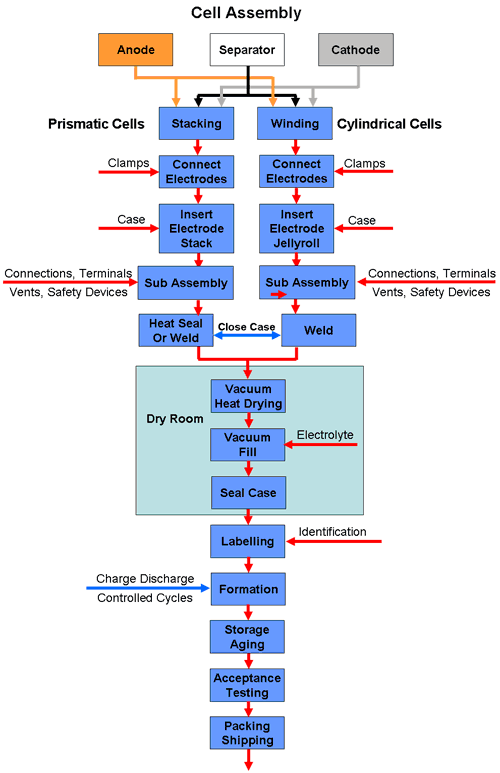 Cell Assembly
Anode
Separator
Cathode
Prismatic Cells
Stacking
Winding
Cylindrical Cells
Clamps
Connect
Electrodes
Connect
Electrodes
Clamps
Case
Insert
Electrode
Stack
Insert
Electrode
Jellyroll
Case
Connections, Terminals
Vents, Safety Devices
Sub Assembly
Sub Assembly
Connections, Terminals
Vents, Safety Devices
Heat Seal
Or Weld
Close Case
Weld
Dry Room
Vacuum
Heat Drying
Vacuum
Fill
Electrolyte
Seal Case
Labelling
Identification
Charge Discharge
Controlled Cycles
Formation
Storage
Aging
Acceptance
Testing
Packing
Shipping